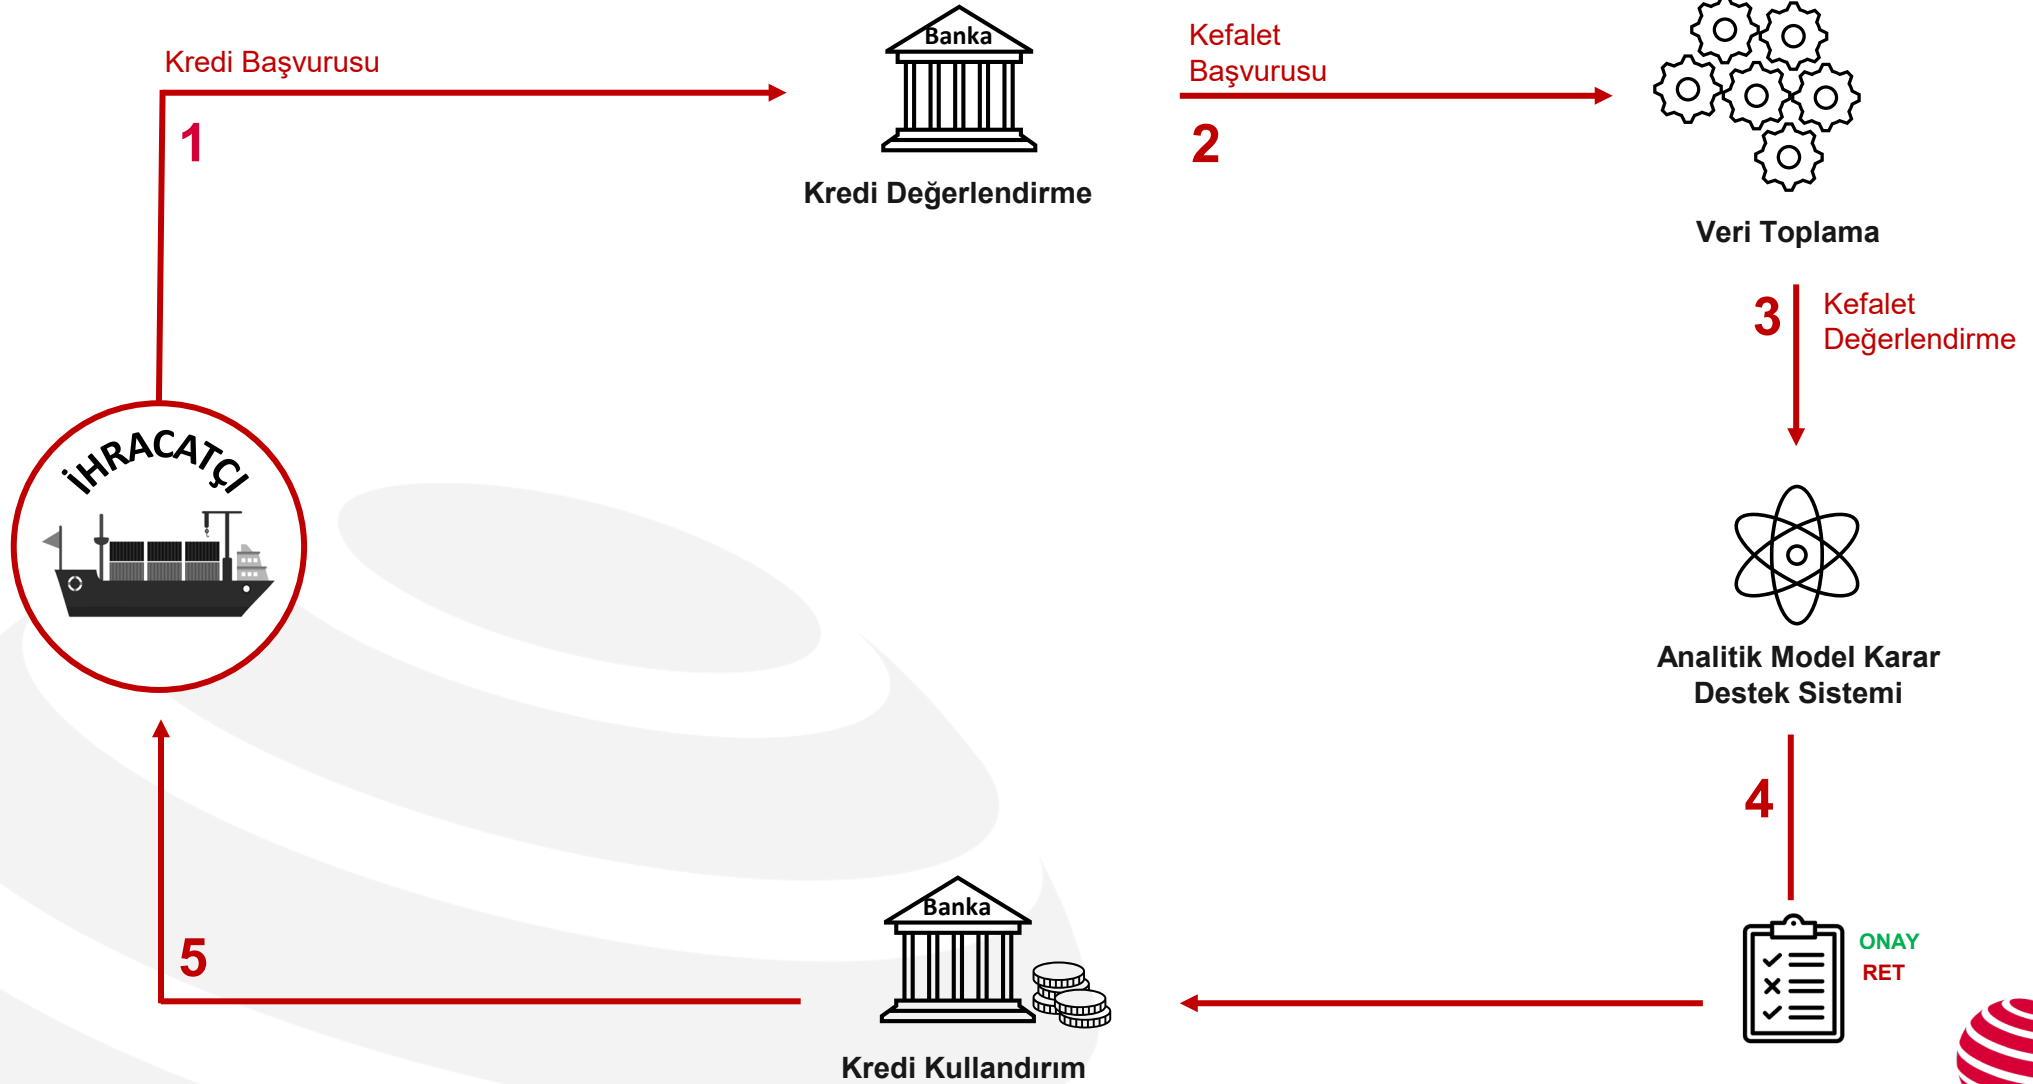 Kredi Başvurusu
1
Banka
Kredi Değerlendirme
Kefalet
Başvurusu
2
Veri Toplama
3
Kefalet
Değerlendirme
İHRACATÇI
Analitik Model Karar
Destek Sistemi
4
ONAY
RET
Banka
Kredi Kullandırım
5